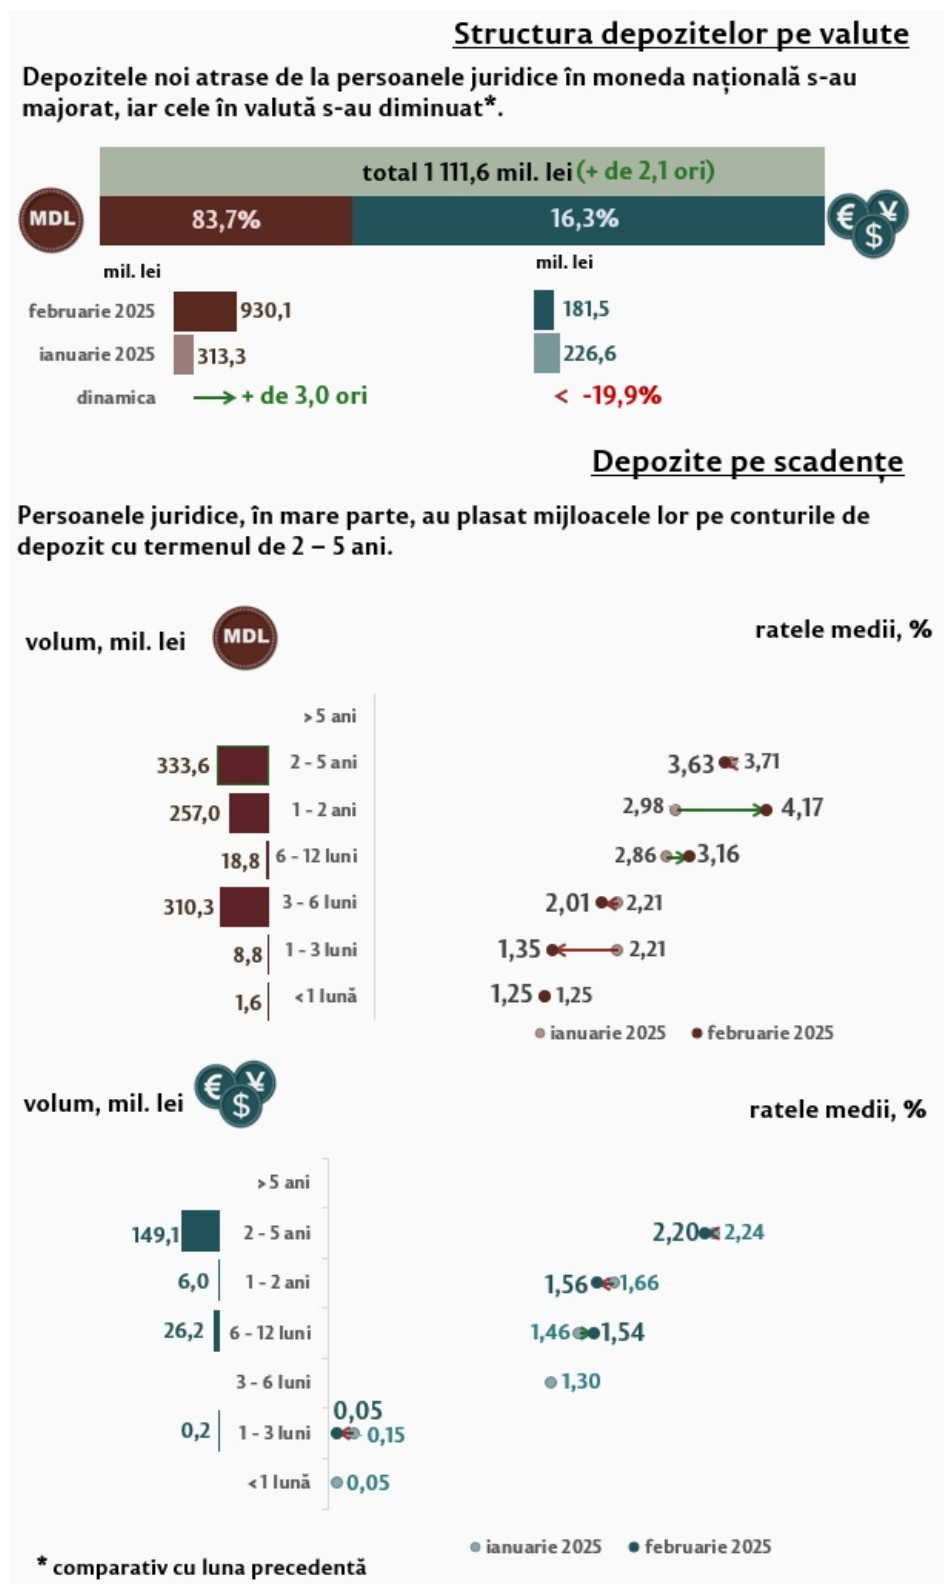 Structura depozitelor pe valute
Depozitele noi atrase de la persoanele juridice în moneda națională s-au
majorat, iar cele în valută s-au diminuat*.
total 1 111,6 mil. lei (+ de 2,1 ori)
MDL 83,7% 16,3% € ¥ $
mil. lei mil. lei
februarie 2025 930,1 181,5
ianuarie 2025 313,3 226,6
dinamica + de 3,0 ori -19,9%
Depozite pe scadențe
Persoanele juridice, în mare parte, au plasat mijloacele lor pe conturile de
depozit cu termenul de 2 – 5 ani.
volum, mil. lei MDL ratele medii, %
> 5 ani
333,6 2 - 5 ani 3,63 3,71
257,0 1 - 2 ani 2,98 4,17
18,8 6 - 12 luni 2,86 3,16
310,3 3 - 6 luni 2,01 2,21
8,8 1 - 3 luni 1,35 2,21
1,6 < 1 lună 1,25 1,25
ianuarie 2025 februarie 2025
volum, mil. lei € ¥ $ ratele medii, %
> 5 ani
149,1 2 - 5 ani 2,20 2,24
6,0 1 - 2 ani 1,56 1,66
26,2 6 - 12 luni 1,46 1,54
3 - 6 luni 1,30
0,2 1 - 3 luni 0,05 0,15
< 1 lună 0,05
ianuarie 2025 februarie 2025
* comparativ cu luna precedentă